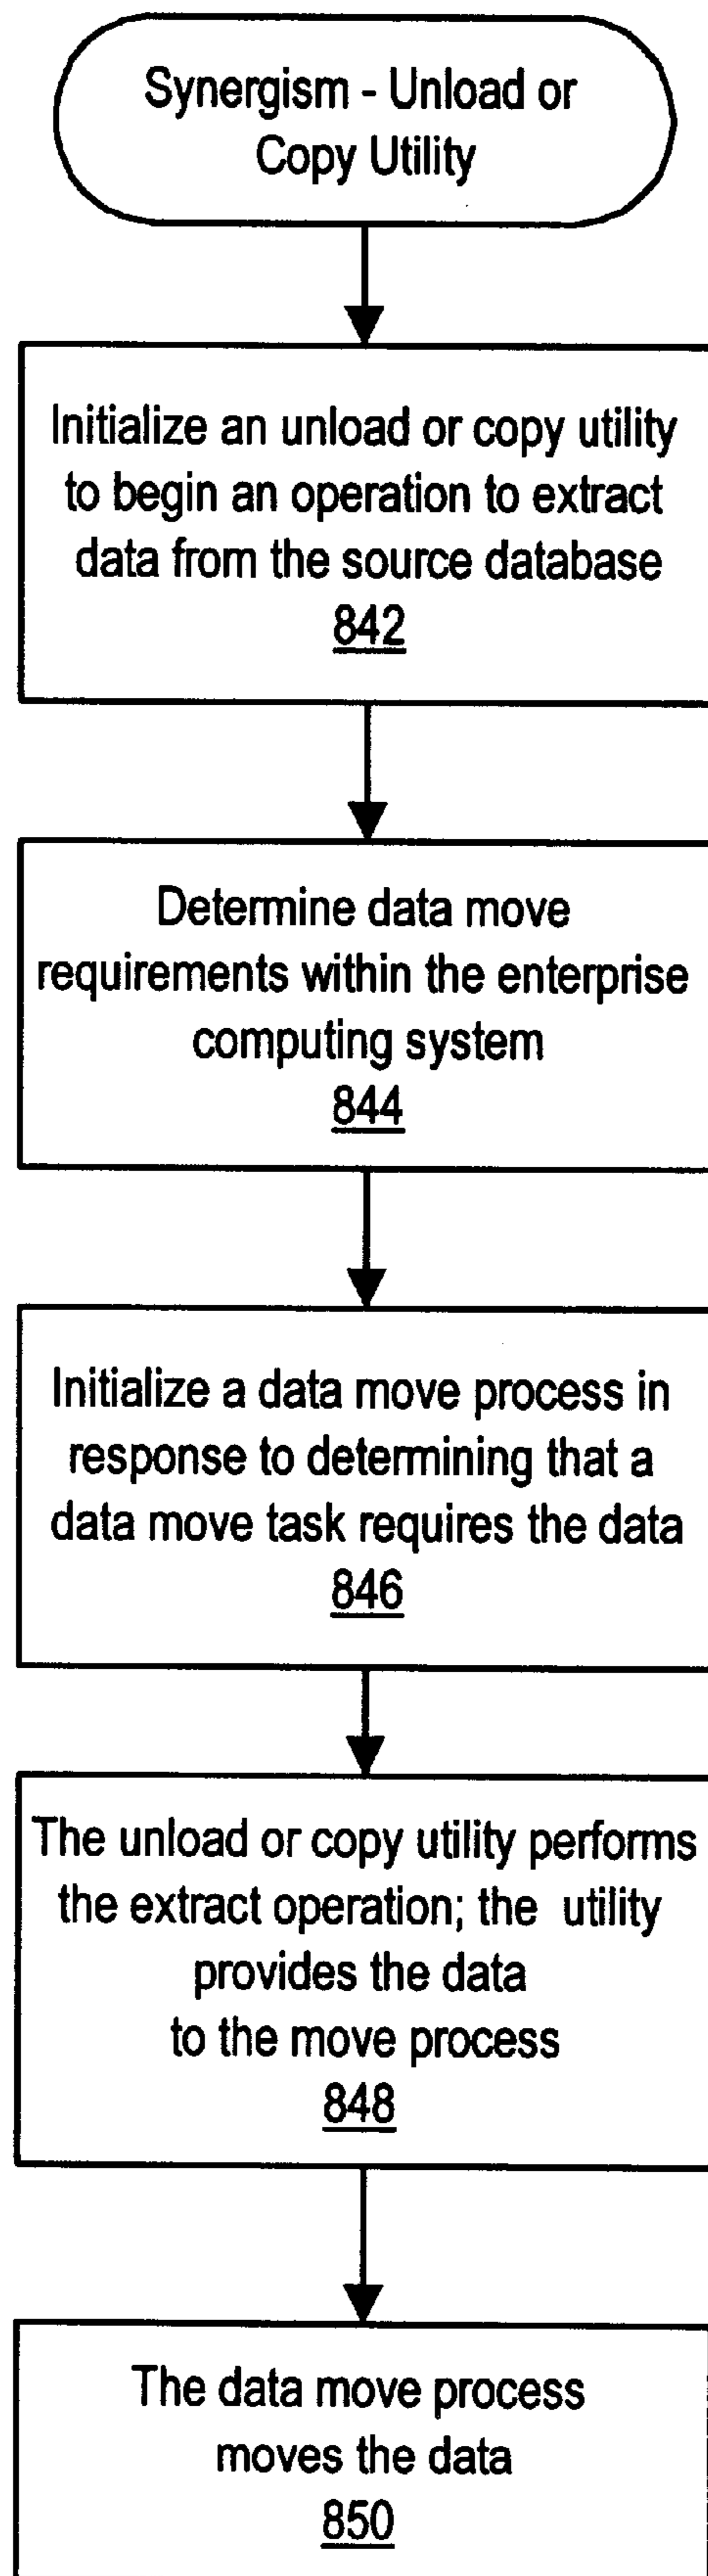 Synergism - Unload or
Copy Utility
Initialize an unload or copy utility
to begin an operation to extract
data from the source database
842
Determine data move
requirements within the enterprise
computing system
844
Initialize a data move process in
response to determining that a
data move task requires the data
846
The unload or copy utility performs
the extract operation; the utility
provides the data
to the move process
848
The data move process
moves the data
850